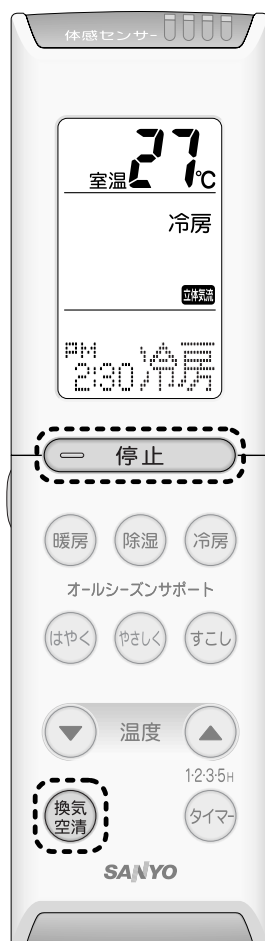 体感センサー
室温 27℃
冷房
立体気流
PM 冷房
2:30
停止
暖房 除湿 冷房
オールシーズンサポート
はやく やさしく すこし
温度
1・2・3・5H
換気
空清
タイマー
SANYO